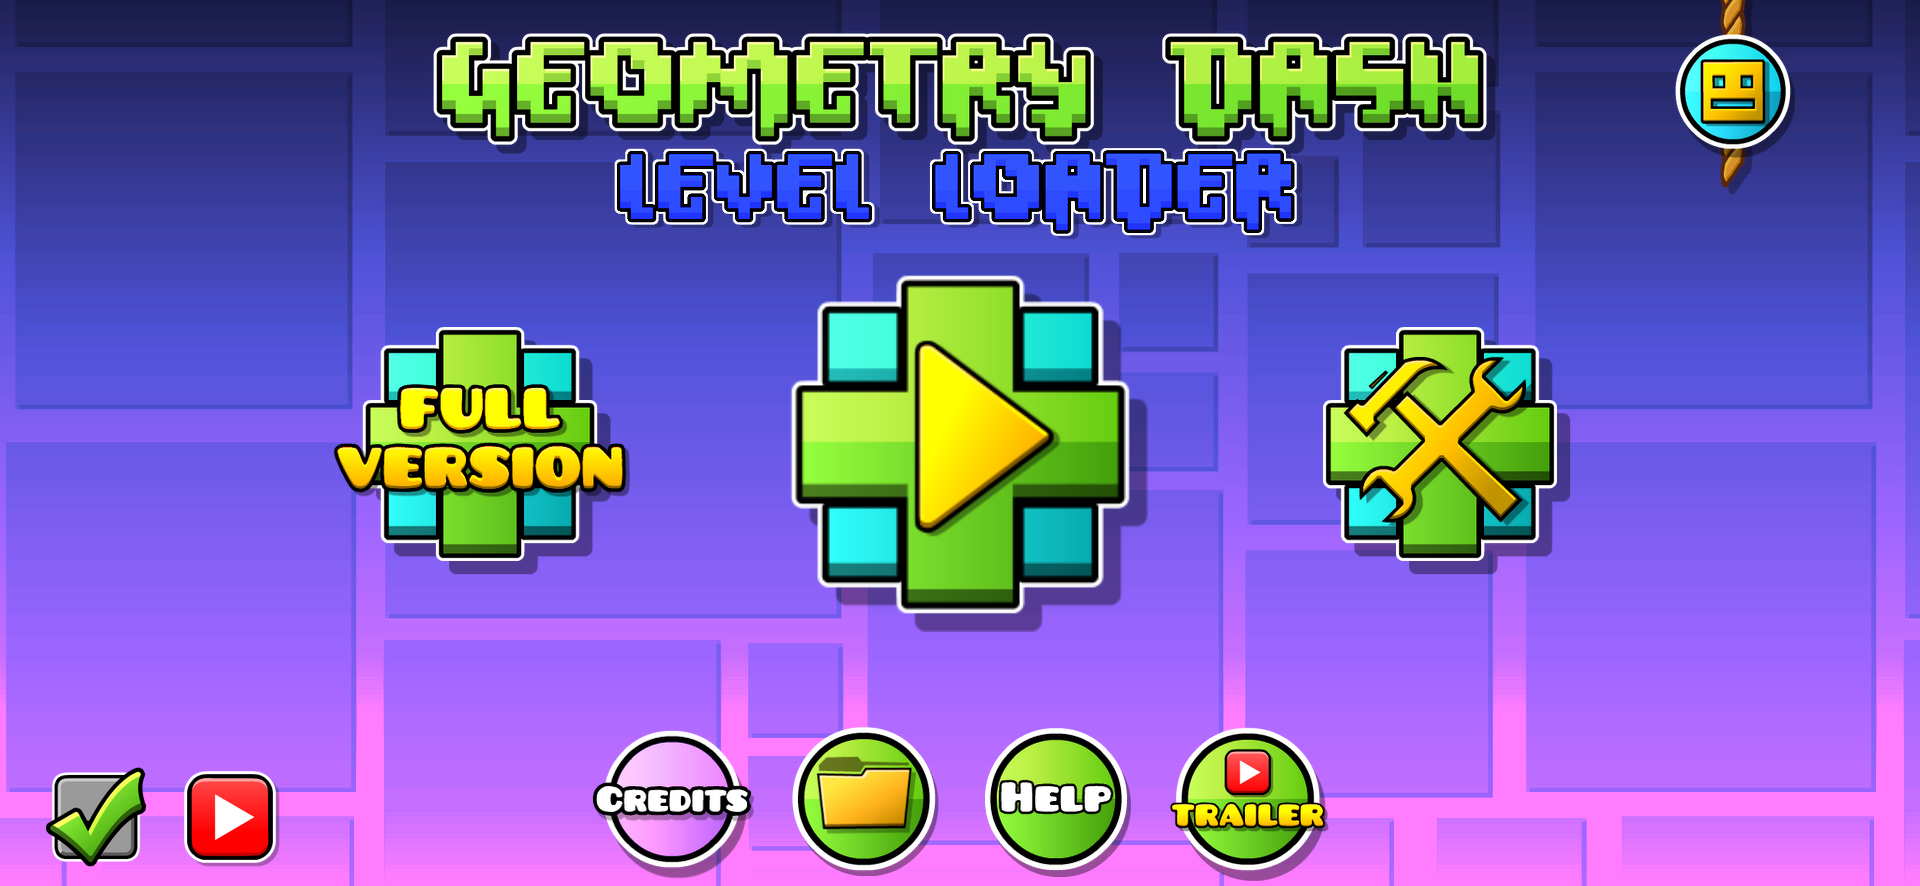 GEOMETRY DASH
LEVEL LOADER
FULL
VERSION
CREDITS
HELP
TRAILER